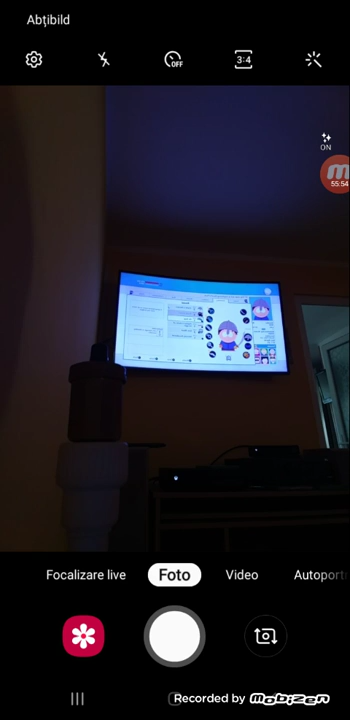 Abțibild
OFF
3:4
ON
55:54
Focalizare live
Foto
Video
Autoport
Recorded by mobizen